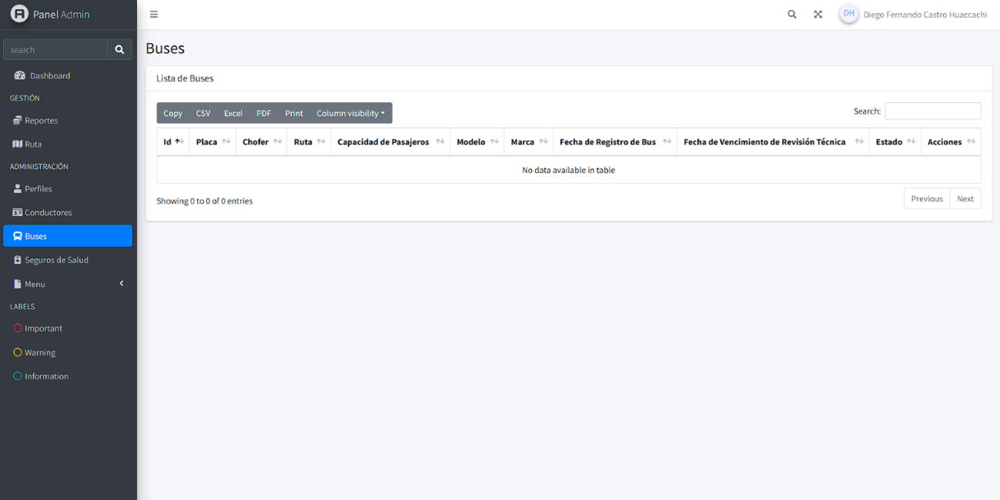 Panel Admin
DH Diego Fernando Castro Huaccachi
search
Dashboard
GESTIÓN
Reportes
Ruta
ADMINISTRACIÓN
Perfiles
Conductores
Buses
Seguros de Salud
Menu
LABELS
Important
Warning
Information
Buses
Lista de Buses
Copy CSV Excel PDF Print Column visibility
Search:
Id Placa Chofer Ruta Capacidad de Pasajeros Modelo Marca Fecha de Registro de Bus Fecha de Vencimiento de Revisión Técnica Estado Acciones
No data available in table
Showing 0 to 0 of 0 entries
Previous Next